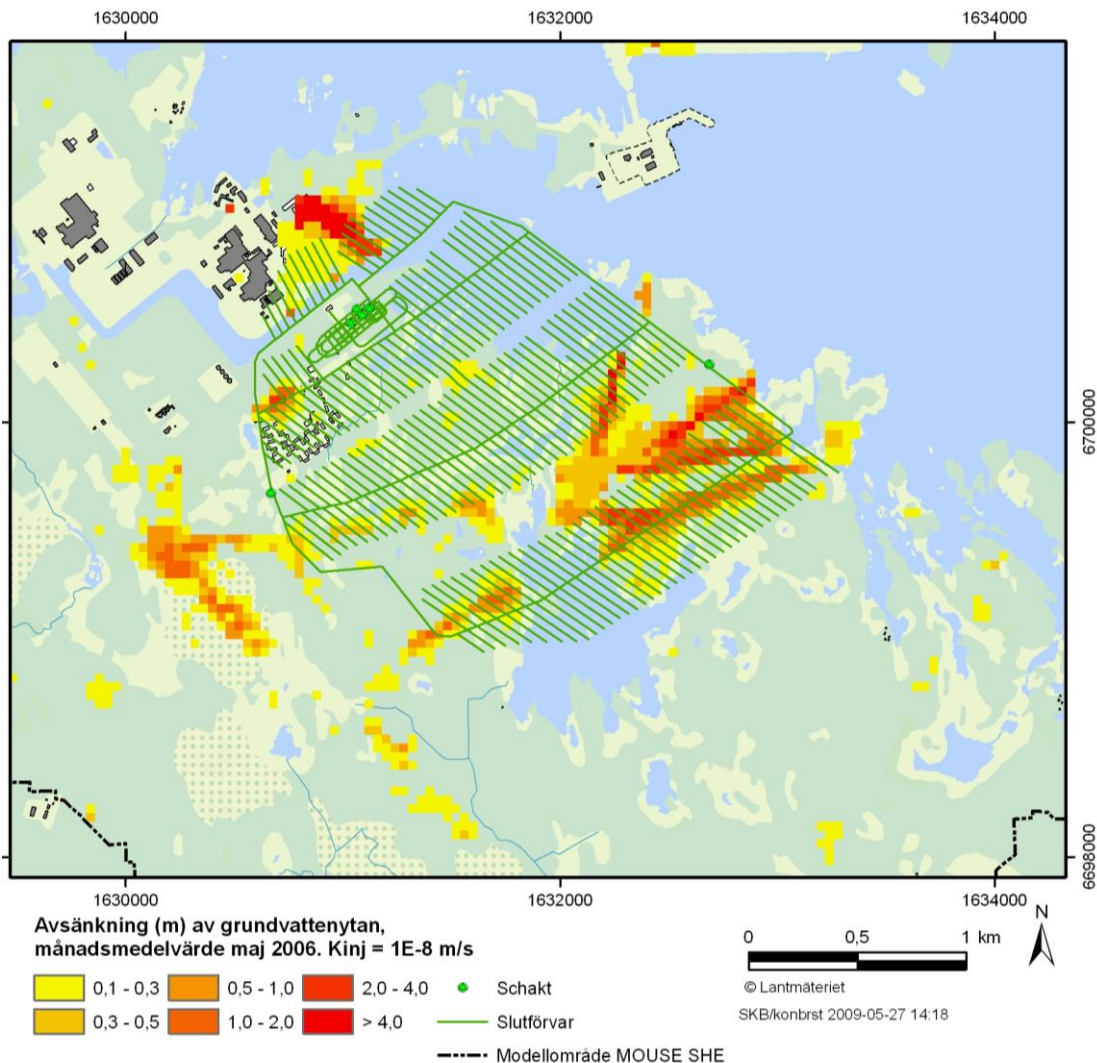 1630000 1632000 1634000
6700000
6698000
1630000 1632000 1634000
Avsänkning (m) av grundvattenytan,
månadsmedelvärde maj 2006. Kinj = 1E-8 m/s
0,1 - 0,3 0,5 - 1,0 2,0 - 4,0 Schakt
0,3 - 0,5 1,0 - 2,0 > 4,0 Slutförvar
Modellområde MOUSE SHE
0 0,5 1 km
N
© Lantmäteriet
SKB/konbrst 2009-05-27 14:18